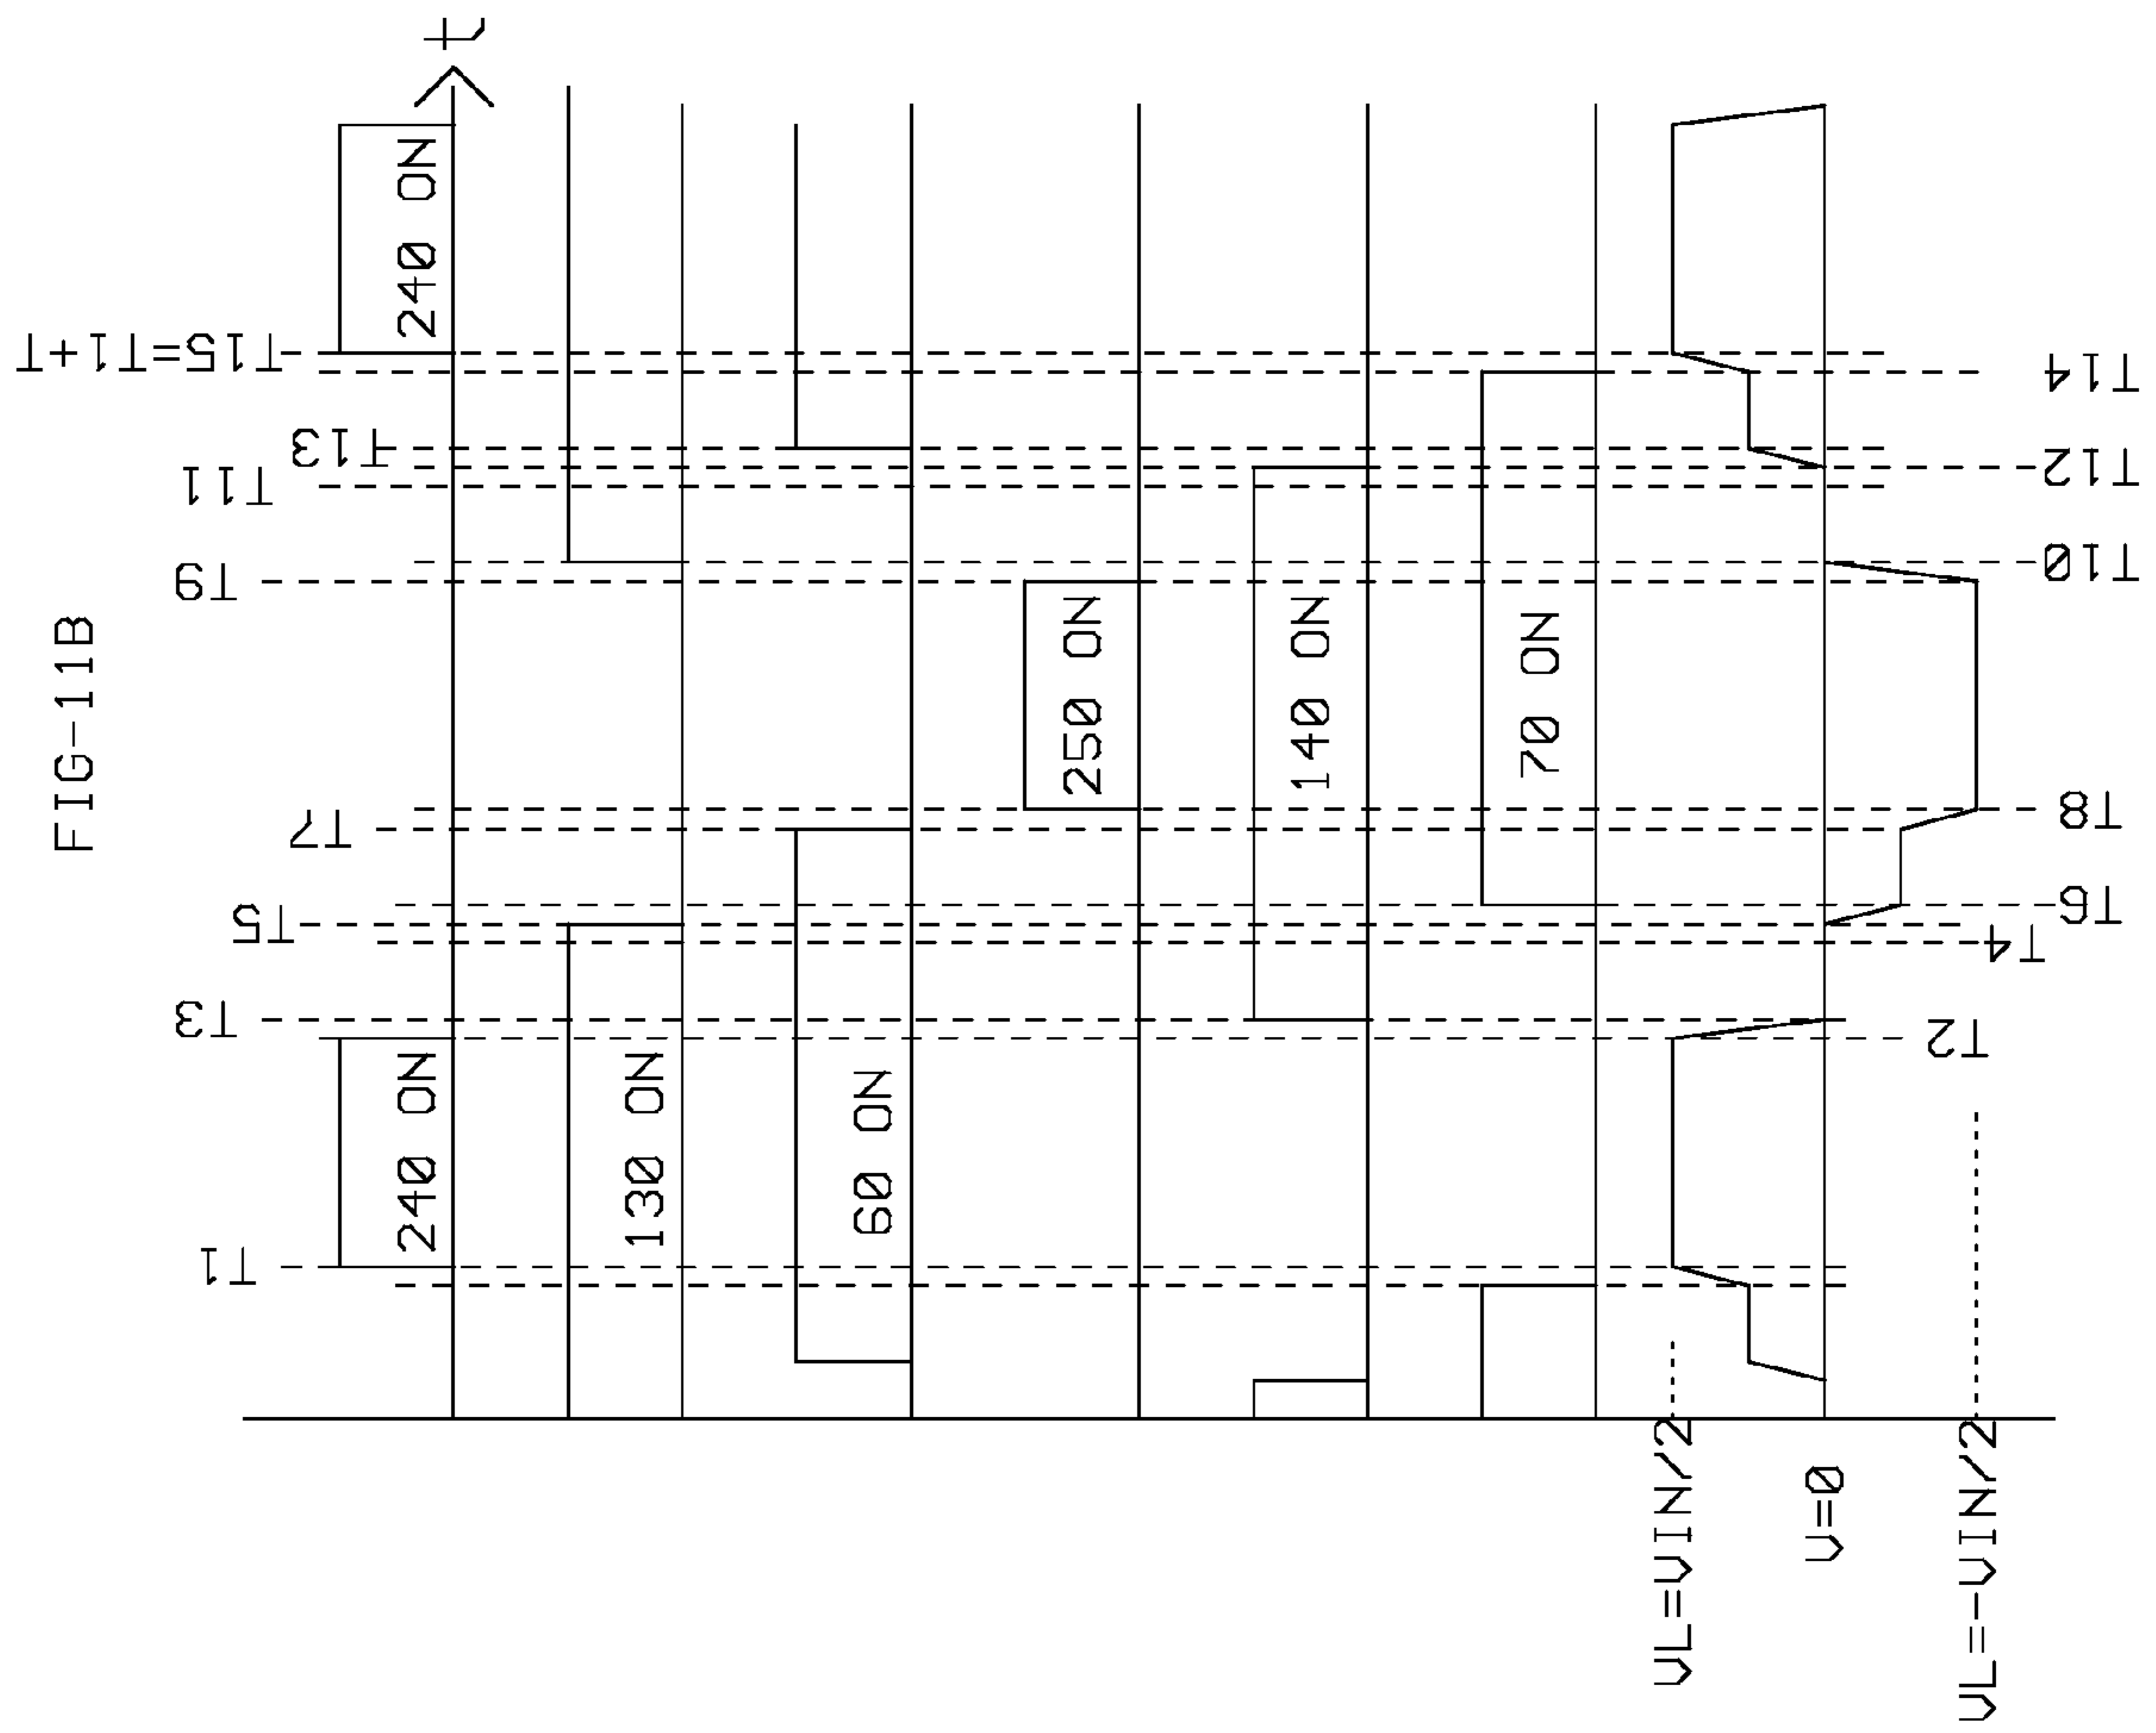 FIG-11B
t
T1
T3
T5
T7
T9
T11
T13
T15=T1+T
240 ON
240 ON
130 ON
60 ON
250 ON
140 ON
70 ON
VL=VIN/2
V=0
VL=-VIN/2
T2
T4
T6
T8
T10
T12
T14